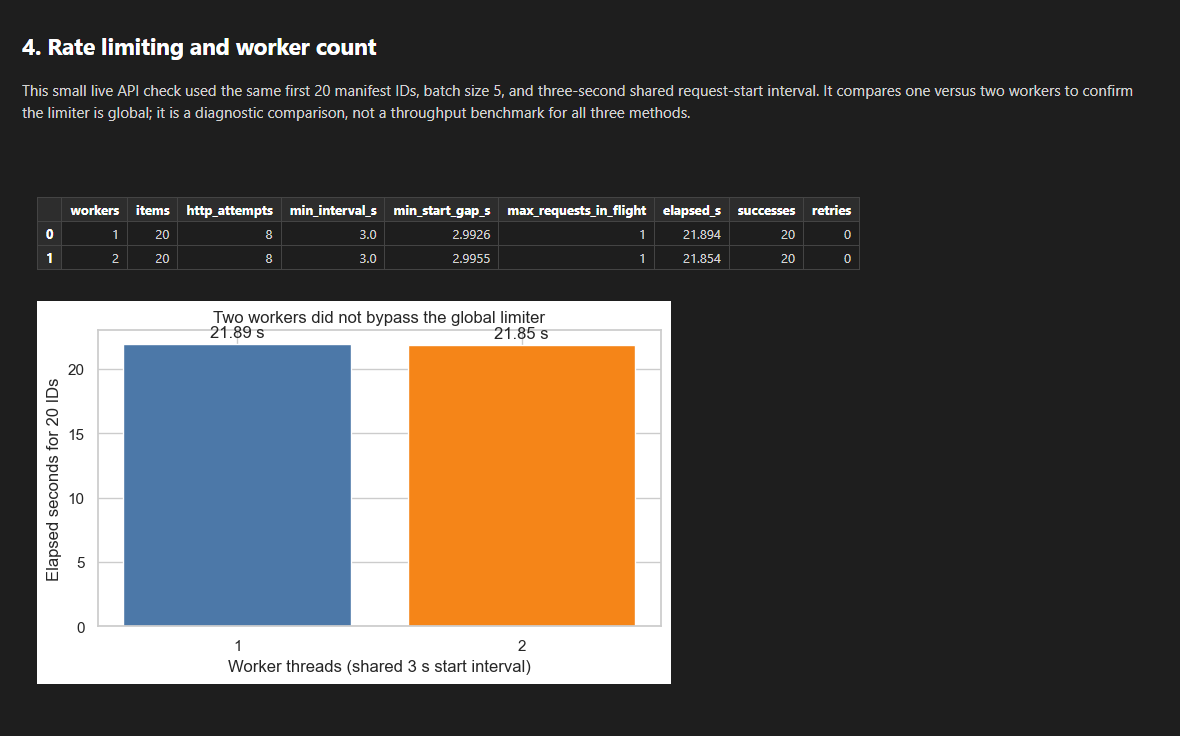 4. Rate limiting and worker count
This small live API check used the same first 20 manifest IDs, batch size 5, and three-second shared request-start interval. It compares one versus two workers to confirm
the limiter is global; it is a diagnostic comparison, not a throughput benchmark for all three methods.
workers items http_attempts min_interval_s min_start_gap_s max_requests_in_flight elapsed_s successes retries
0 1 20 8 3.0 2.9926 1 21.894 20 0
1 2 20 8 3.0 2.9955 1 21.854 20 0
Two workers did not bypass the global limiter
21.89 s 21.85 s
Elapsed seconds for 20 IDs
20
15
10
5
0
1 2
Worker threads (shared 3 s start interval)